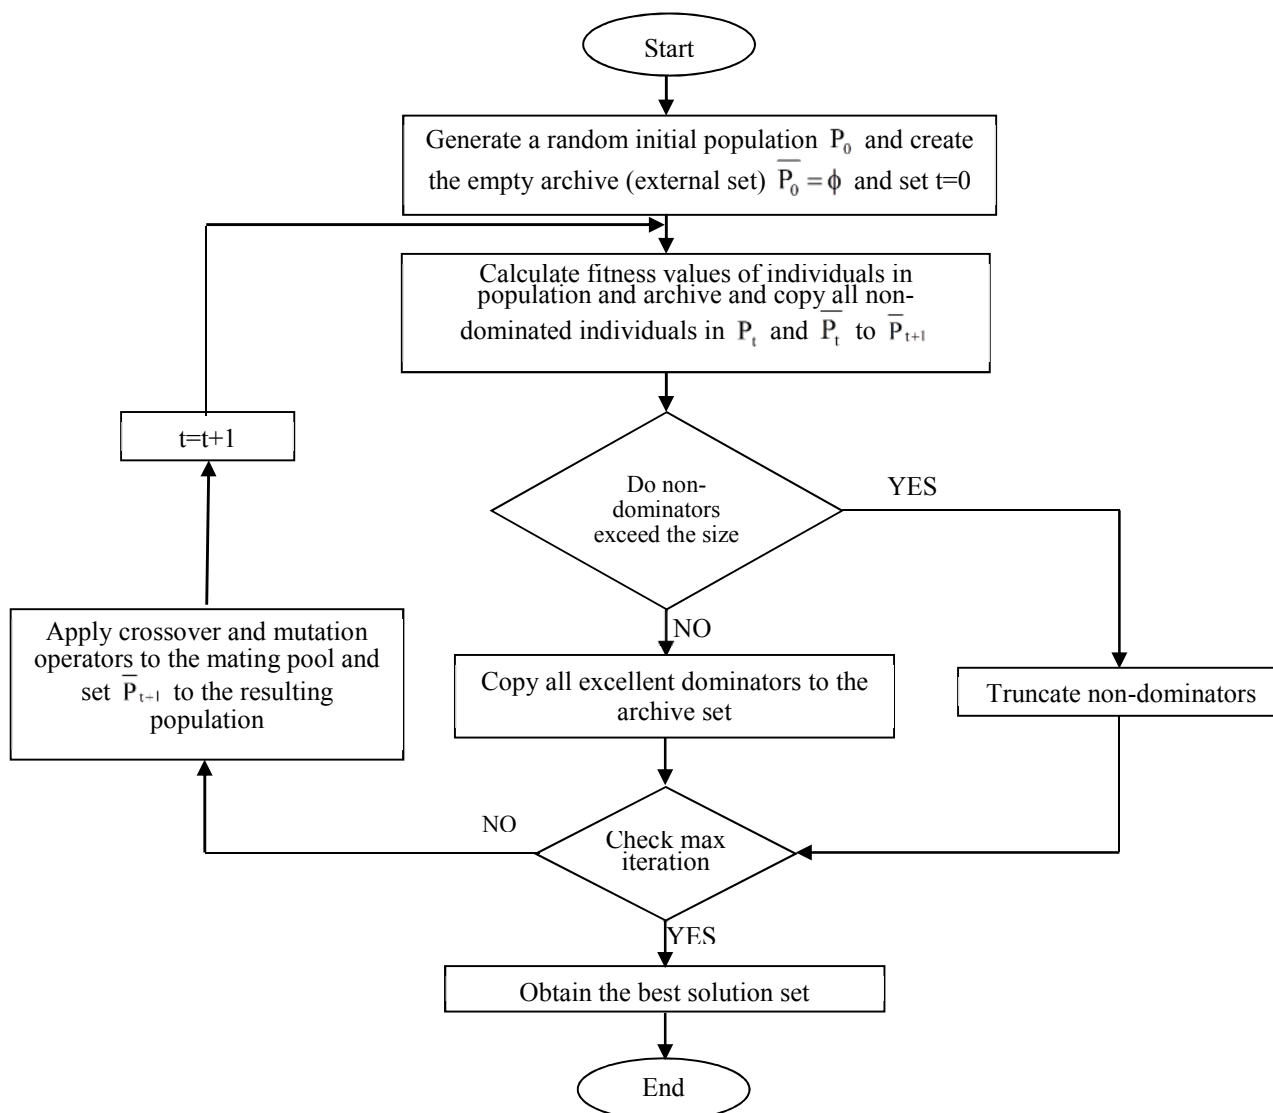 Start
Generate a random initial population P₀ and create
the empty archive (external set) P̅₀ = ϕ and set t=0
Calculate fitness values of individuals in
population and archive and copy all non-
dominated individuals in Pₜ and P̅ₜ to P̅ₜ₊₁
t=t+1
Do non-
dominators
exceed the size
YES
NO
Apply crossover and mutation
operators to the mating pool and
set P̅ₜ₊₁ to the resulting
population
Copy all excellent dominators to the
archive set
Truncate non-dominators
NO
Check max
iteration
YES
Obtain the best solution set
End